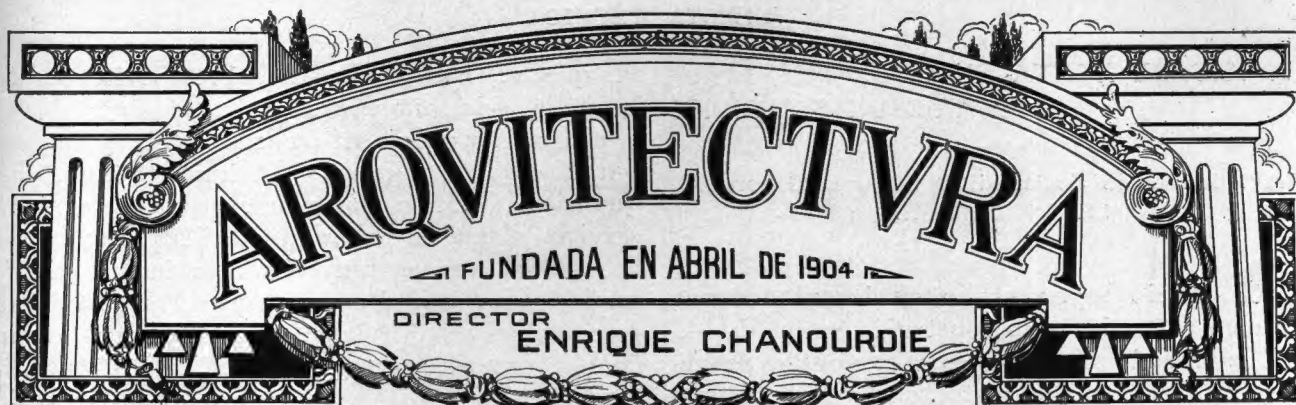 ARQVITECTVRA
FUNDADA EN ABRIL DE 1904
DIRECTOR
ENRIQUE CHANOURDIE